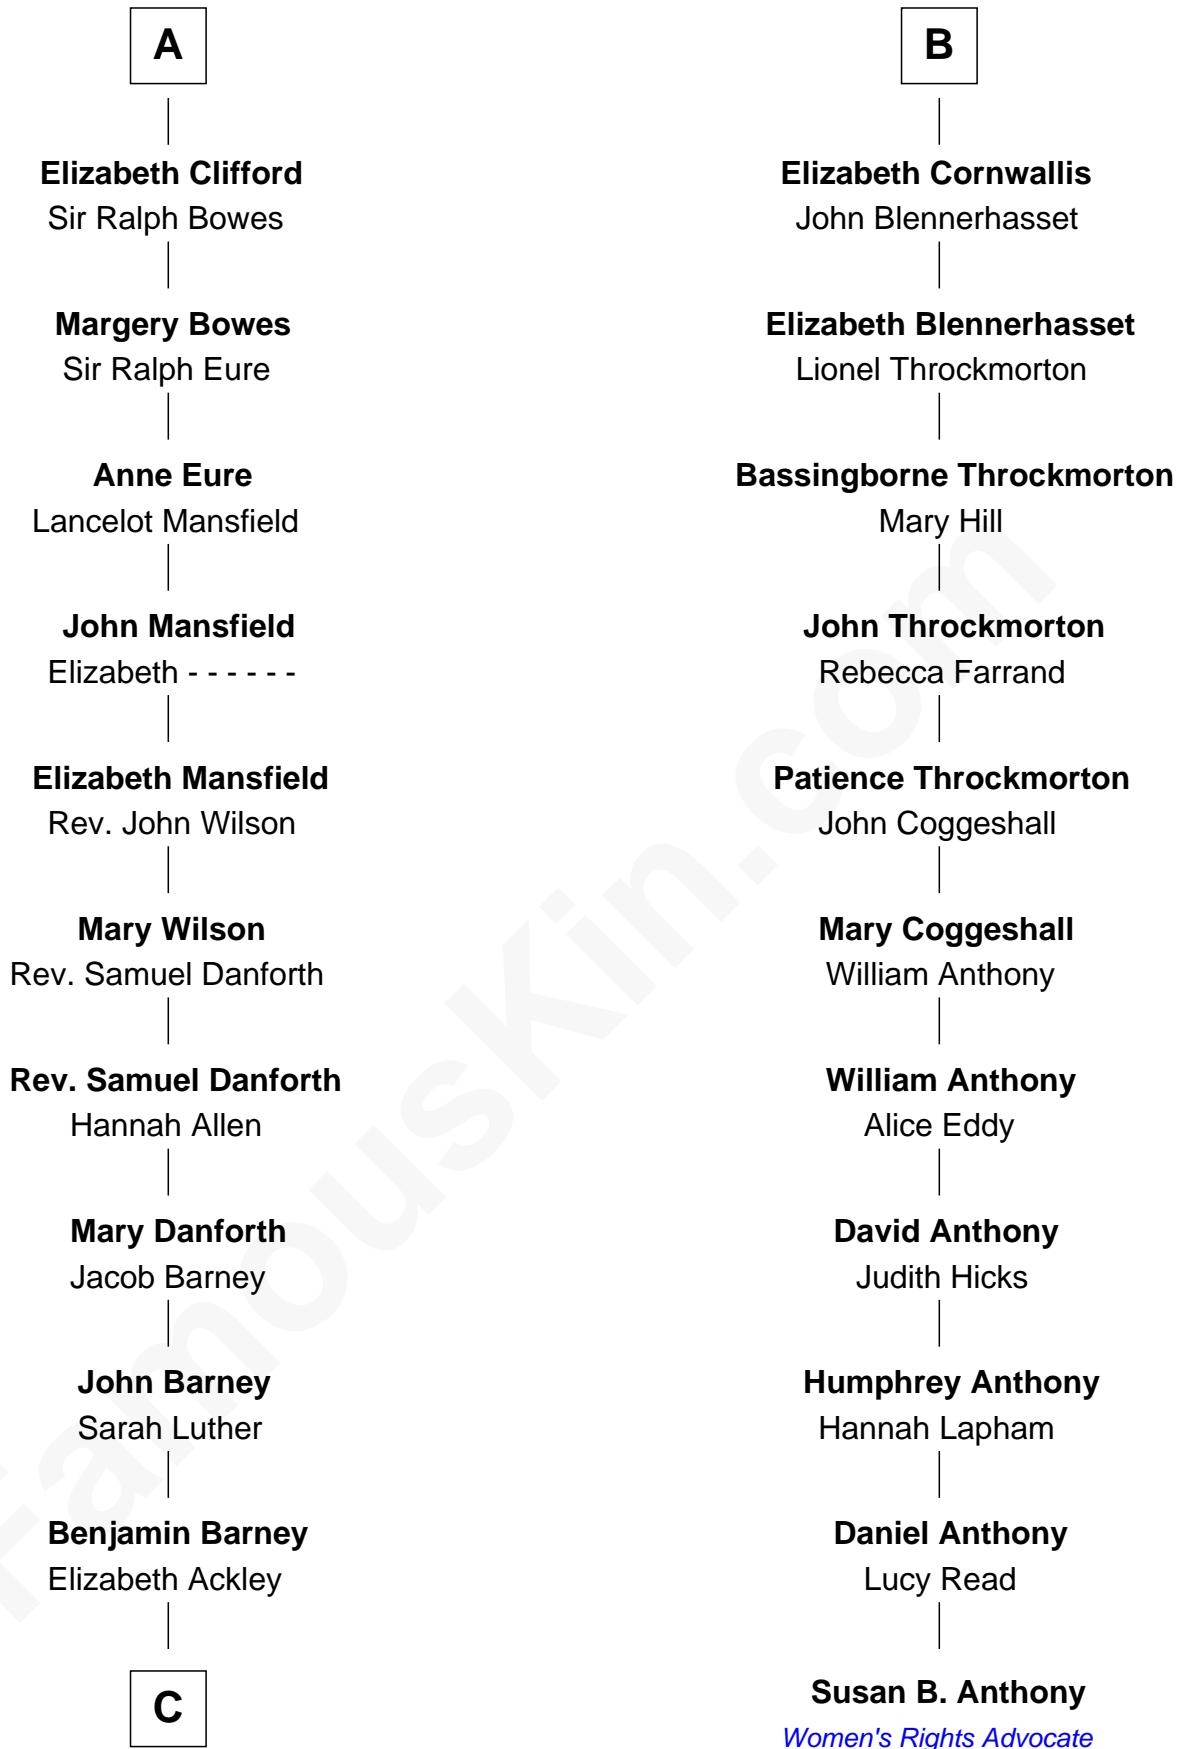 A
Elizabeth Clifford
Sir Ralph Bowes
Margery Bowes
Sir Ralph Eure
Anne Eure
Lancelot Mansfield
John Mansfield
Elizabeth - - - - - -
Elizabeth Mansfield
Rev. John Wilson
Mary Wilson
Rev. Samuel Danforth
Rev. Samuel Danforth
Hannah Allen
Mary Danforth
Jacob Barney
John Barney
Sarah Luther
Benjamin Barney
Elizabeth Ackley
C
B
Elizabeth Cornwallis
John Blennerhasset
Elizabeth Blennerhasset
Lionel Throckmorton
Bassingborne Throckmorton
Mary Hill
John Throckmorton
Rebecca Farrand
Patience Throckmorton
John Coggeshall
Mary Coggeshall
William Anthony
William Anthony
Alice Eddy
David Anthony
Judith Hicks
Humphrey Anthony
Hannah Lapham
Daniel Anthony
Lucy Read
Susan B. Anthony
Women's Rights Advocate
FamousKin.com